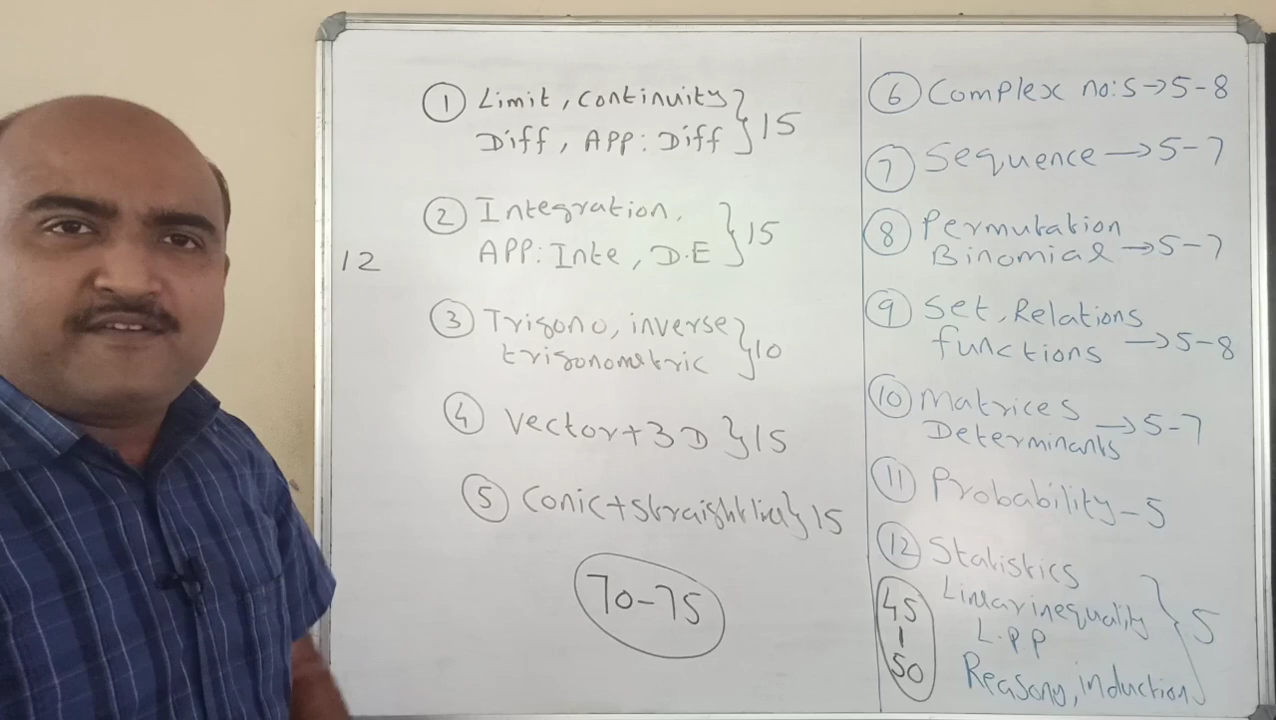 12
① Limit, Continuity
Diff, APP: Diff } 15
② Integration,
APP: Inte, D.E } 15
③ Trigono, inverse
trigonometric } 10
④ Vector + 3D } 15
⑤ Conic + straight line } 15
70-75
⑥ Complex no:s → 5-8
⑦ Sequence → 5-7
⑧ Permutation
Binomial → 5-7
⑨ Set, Relations
functions → 5-8
⑩ Matrices
Determinants → 5-7
⑪ Probability - 5
⑫ Statistics
Linear inequality
L.PP
Reasong, induction } 5
45
|
50